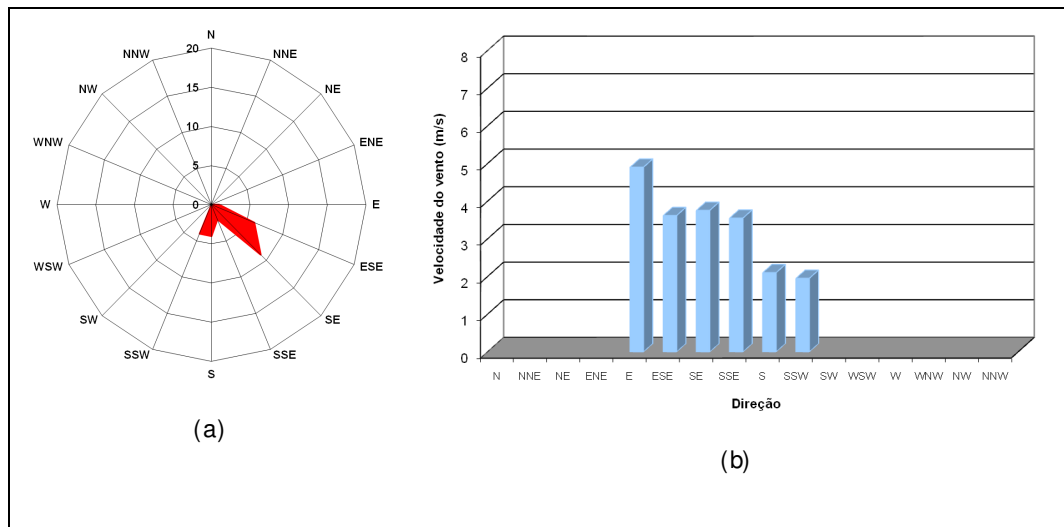 N
NNW NNE
NW NE
WNW ENE
W E
WSW ESE
SW SE
SSW SSE
S
20
15
10
5
0
(a)
8
7
6
5
4
3
2
1
0
Velocidade do vento (m/s)
N NNE NE ENE E ESE SE SSE S SSW SW WSW W WNW NW NNW
Direção
(b)